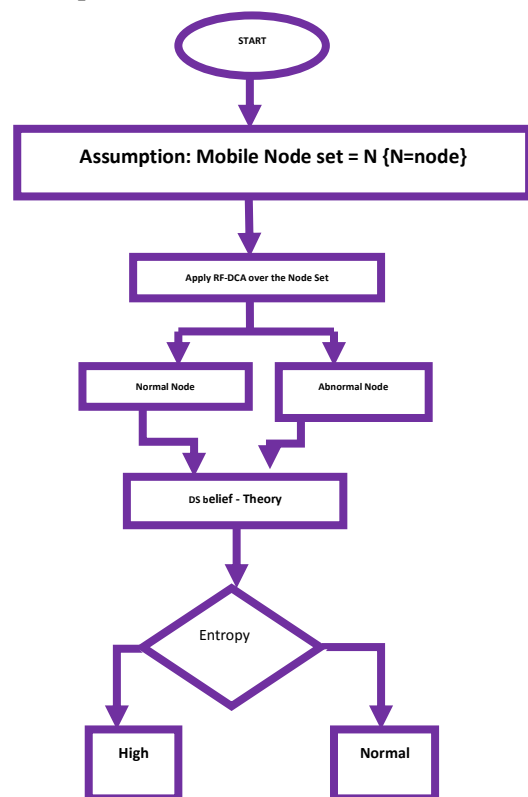 START
Assumption: Mobile Node set = N {N=node}
Apply RF-DCA over the Node Set
Normal Node
Abnormal Node
DS belief - Theory
Entropy
High
Normal